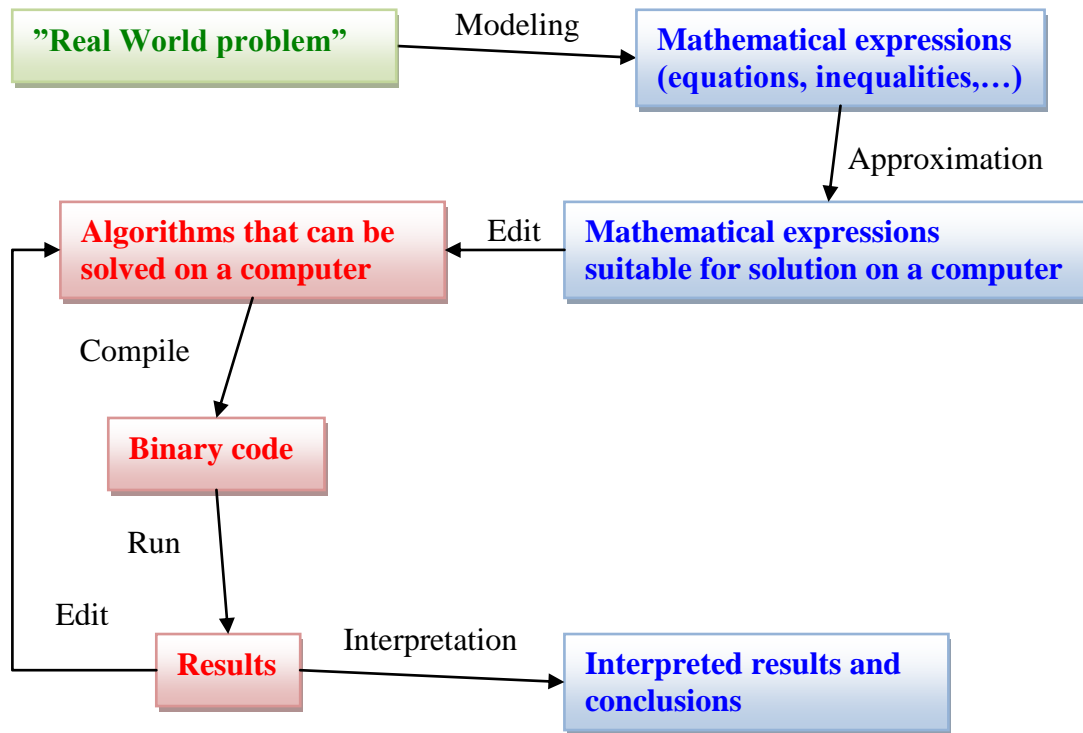 ”Real World problem”
Modeling
Mathematical expressions
(equations, inequalities,…)
Approximation
Mathematical expressions
suitable for solution on a computer
Edit
Algorithms that can be
solved on a computer
Compile
Binary code
Run
Edit
Results
Interpretation
Interpreted results and
conclusions